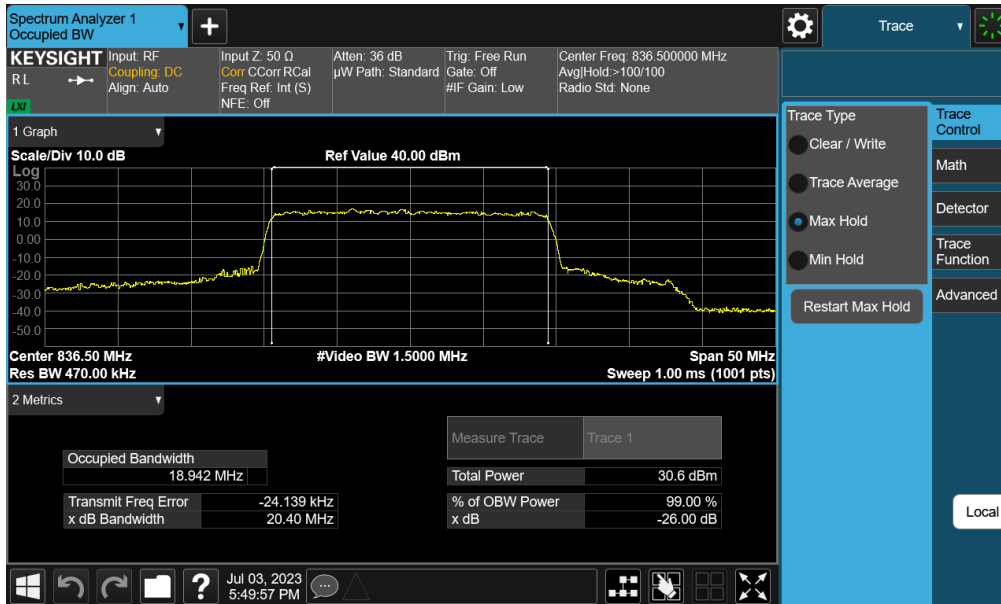 Spectrum Analyzer 1
Occupied BW
+
Trace
KEYSIGHT
R L
LXI
Input: RF
Coupling: DC
Align: Auto
Input Z: 50 Ω
Corr CCorr RCal
Freq Ref: Int (S)
NFE: Off
Atten: 36 dB
µW Path: Standard
Trig: Free Run
Gate: Off
#IF Gain: Low
Center Freq: 836.500000 MHz
Avg|Hold:>100/100
Radio Std: None
1 Graph
Scale/Div 10.0 dB
Ref Value 40.00 dBm
Log
30.0
20.0
10.0
0.00
-10.0
-20.0
-30.0
-40.0
-50.0
Center 836.50 MHz
#Video BW 1.5000 MHz
Span 50 MHz
Res BW 470.00 kHz
Sweep 1.00 ms (1001 pts)
2 Metrics
Measure Trace
Trace 1
Occupied Bandwidth
18.942 MHz
Total Power
30.6 dBm
Transmit Freq Error
-24.139 kHz
% of OBW Power
99.00 %
x dB Bandwidth
20.40 MHz
x dB
-26.00 dB
Trace Type
Clear / Write
Trace Average
Max Hold
Min Hold
Restart Max Hold
Trace
Control
Math
Detector
Trace
Function
Advanced
Local
?
Jul 03, 2023
5:49:57 PM